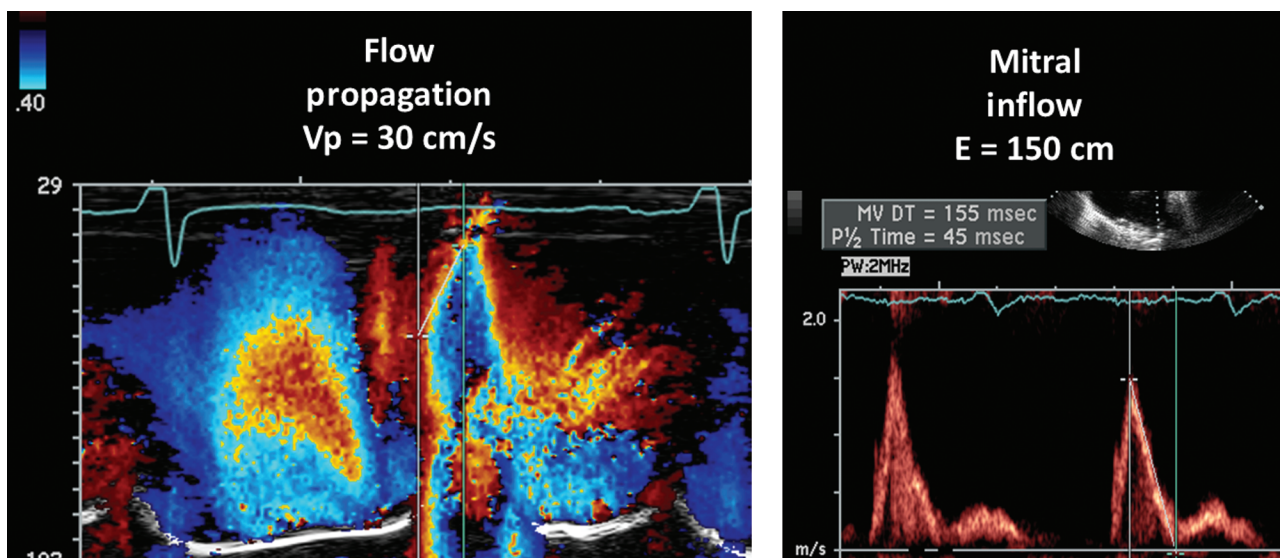 .40
Flow
propagation
Vp = 30 cm/s
29
Mitral
inflow
E = 150 cm
MV DT = 155 msec
P½ Time = 45 msec
PW:2MHz
2.0
m/s